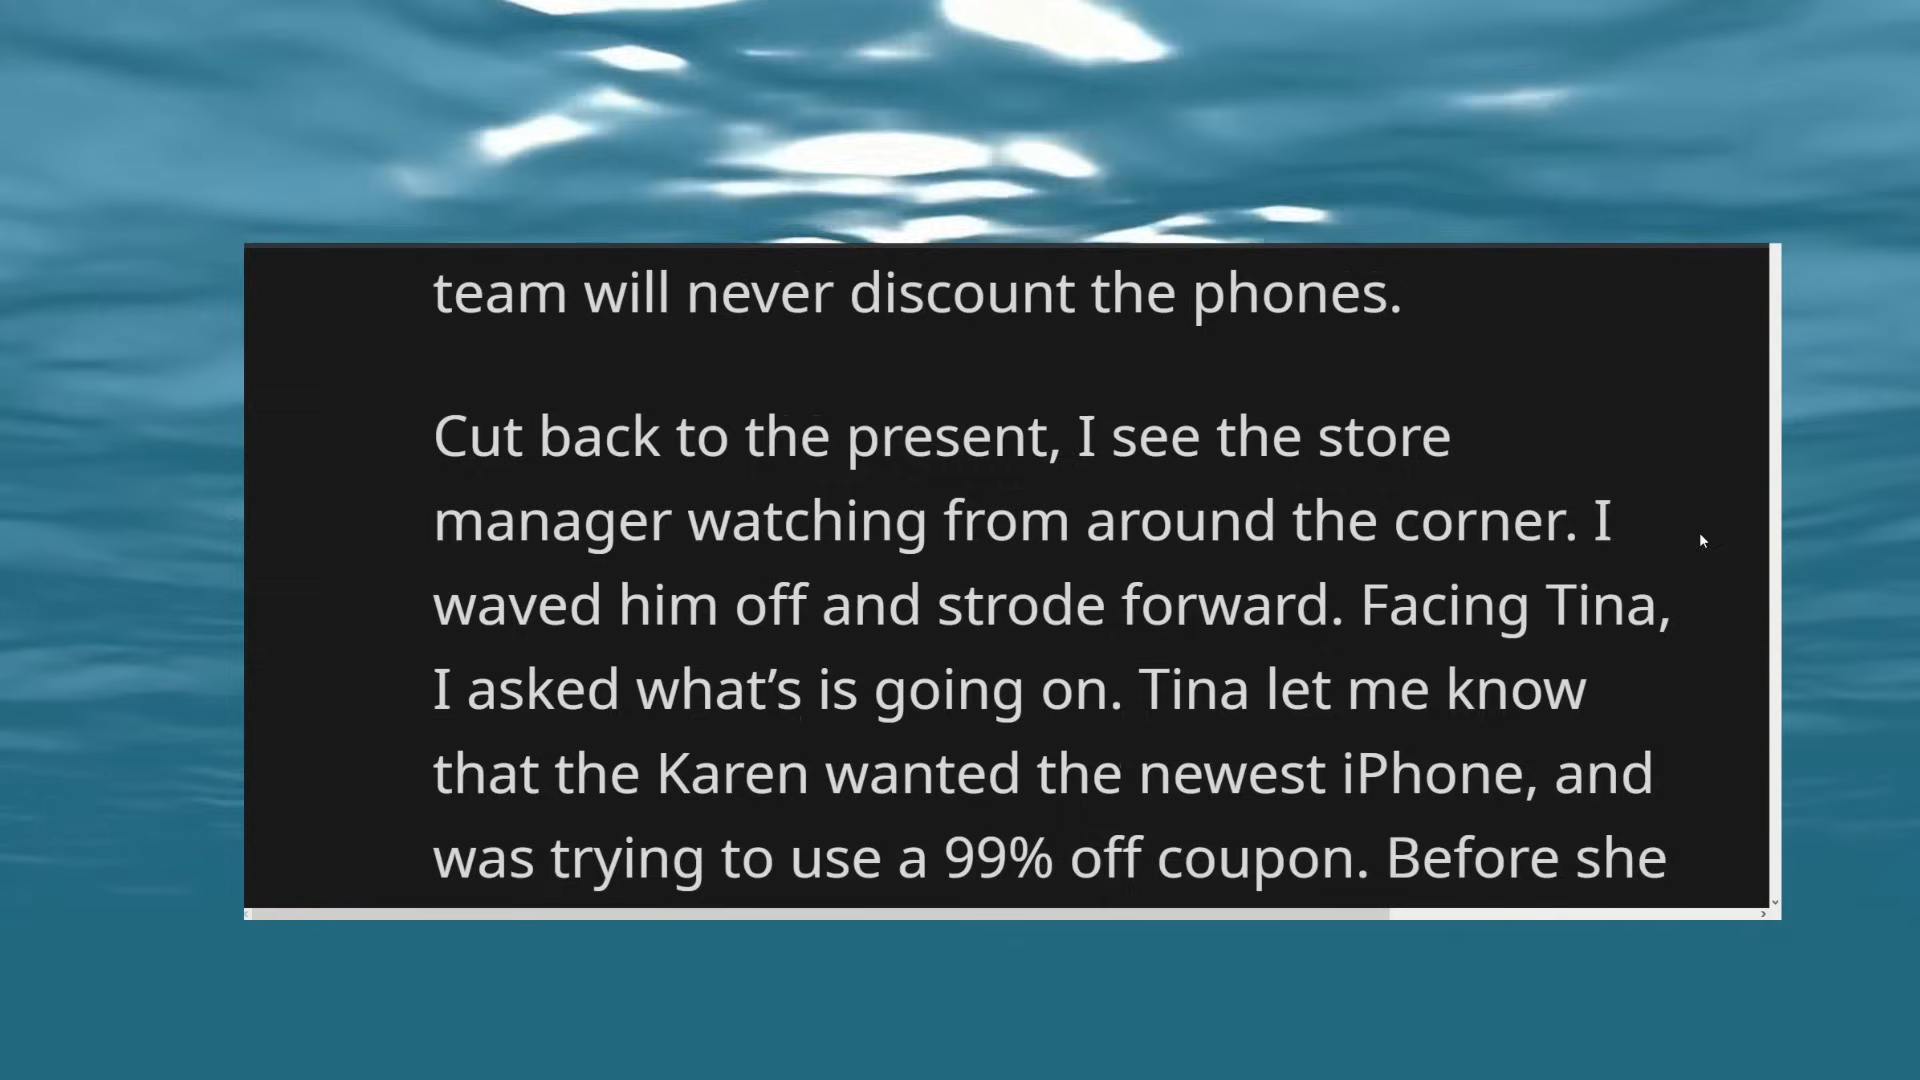 team will never discount the phones.
Cut back to the present, I see the store
manager watching from around the corner. I
waved him off and strode forward. Facing Tina,
I asked what’s is going on. Tina let me know
that the Karen wanted the newest iPhone, and
was trying to use a 99% off coupon. Before she